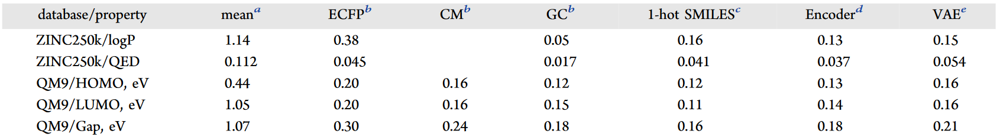 database/property mean^a ECFP^b CM^b GC^b 1-hot SMILES^c Encoder^d VAE^e
ZINC250k/logP 1.14 0.38 0.05 0.16 0.13 0.15
ZINC250k/QED 0.112 0.045 0.017 0.041 0.037 0.054
QM9/HOMO, eV 0.44 0.20 0.16 0.12 0.12 0.13 0.16
QM9/LUMO, eV 1.05 0.20 0.16 0.15 0.11 0.14 0.16
QM9/Gap, eV 1.07 0.30 0.24 0.18 0.16 0.18 0.21